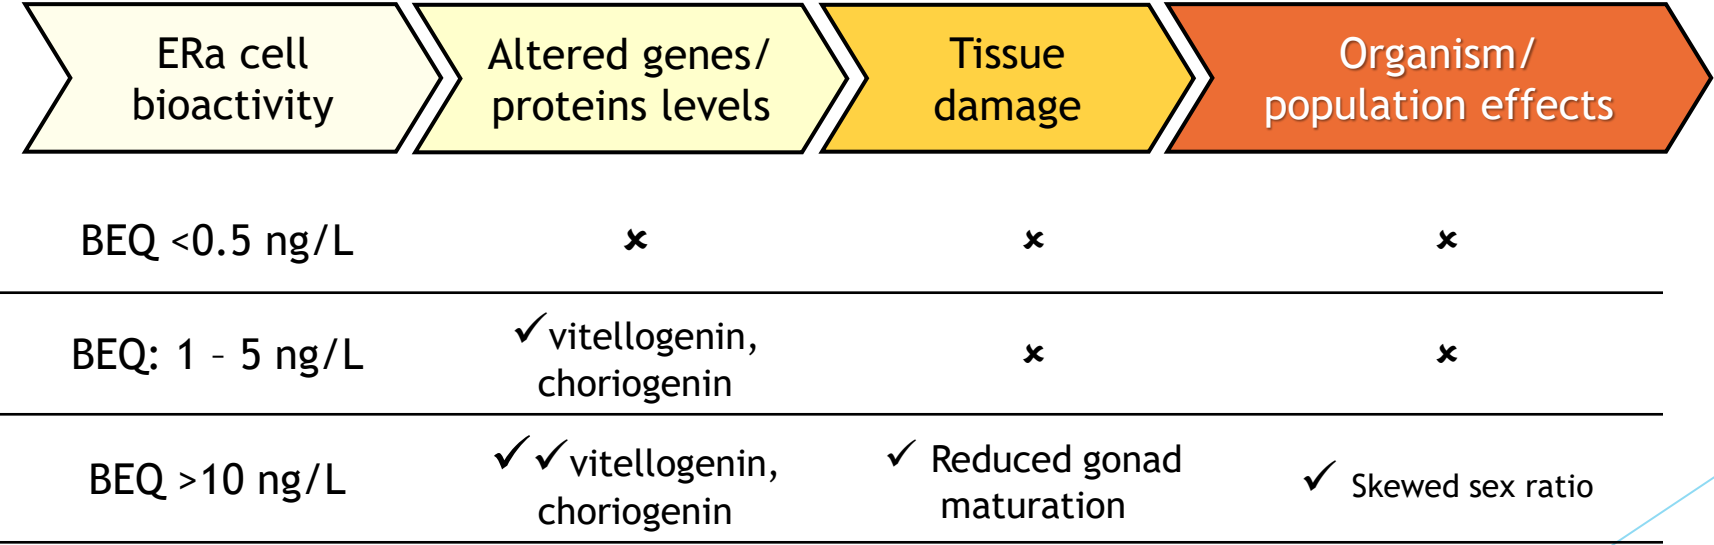 ERa cell
bioactivity
Altered genes/
proteins levels
Tissue
damage
Organism/
population effects
BEQ <0.5 ng/L
✘
✘
✘
BEQ: 1 – 5 ng/L
✓vitellogenin,
choriogenin
✘
✘
BEQ >10 ng/L
✓✓vitellogenin,
choriogenin
✓ Reduced gonad
maturation
✓ Skewed sex ratio